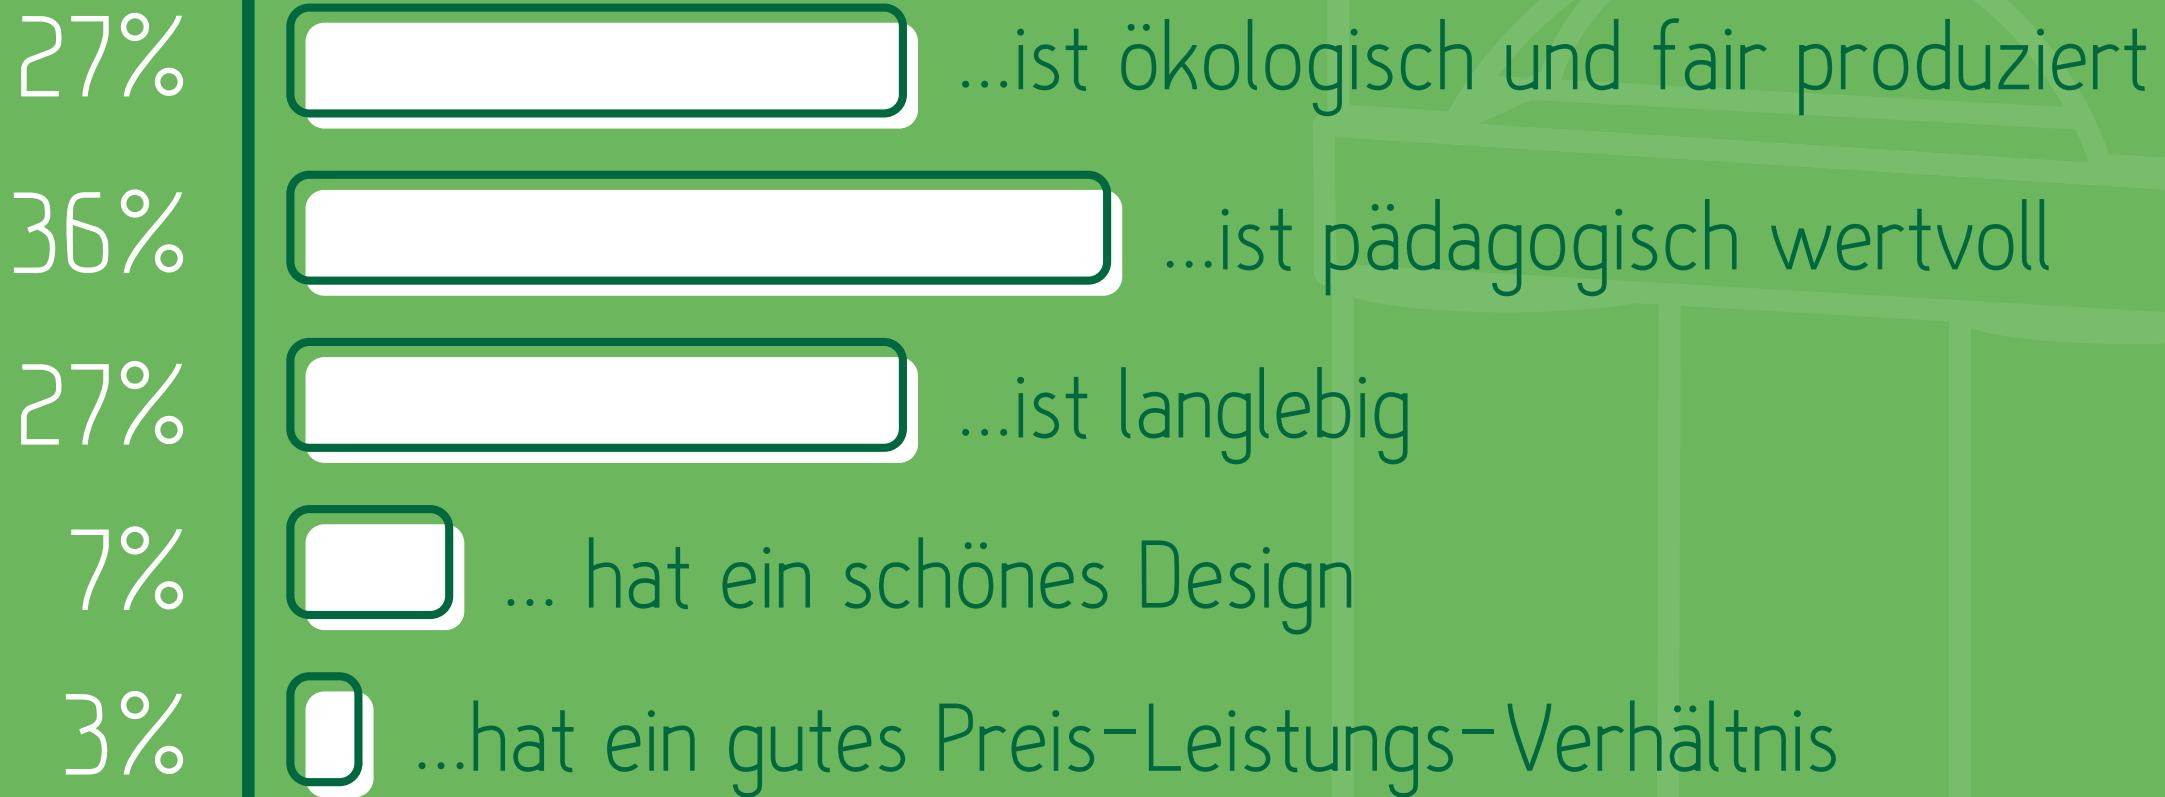 27% ...ist ökologisch und fair produziert
36% ...ist pädagogisch wertvoll
27% ...ist langlebig
7% ... hat ein schönes Design
3% ...hat ein gutes Preis-Leistungs-Verhältnis